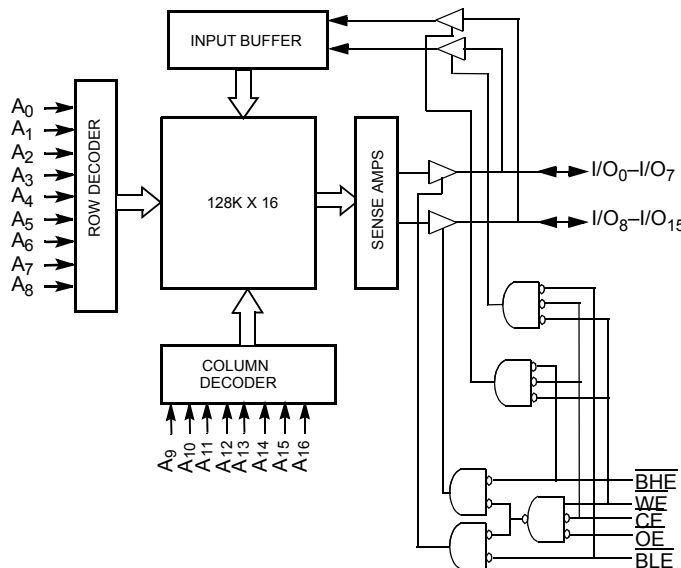 INPUT BUFFER
A0
A1
A2
A3
A4
A5
A6
A7
A8
ROW DECODER
128K X 16
SENSE AMPS
I/O0–I/O7
I/O8–I/O15
COLUMN
DECODER
A9
A10
A11
A12
A13
A14
A15
A16
BHE
WE
CE
OE
BLE